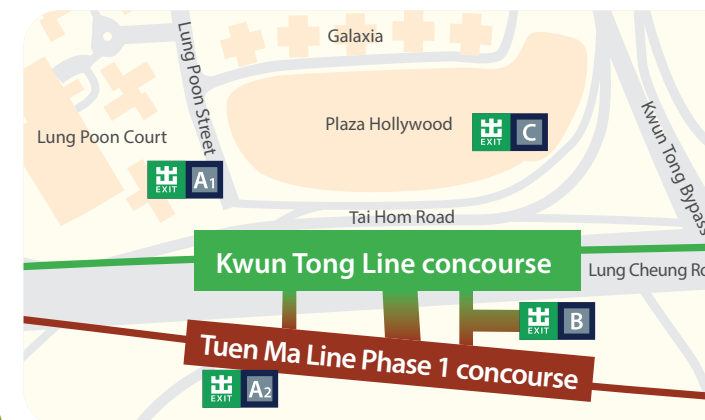 Galaxia
Lung Poon Street
Plaza Hollywood
出
EXIT
C
Lung Poon Court
Kwun Tong Bypass
出
EXIT
A1
Tai Hom Road
Kwun Tong Line concourse
Lung Cheung Ro
出
EXIT
B
Tuen Ma Line Phase 1 concourse
出
EXIT
A2